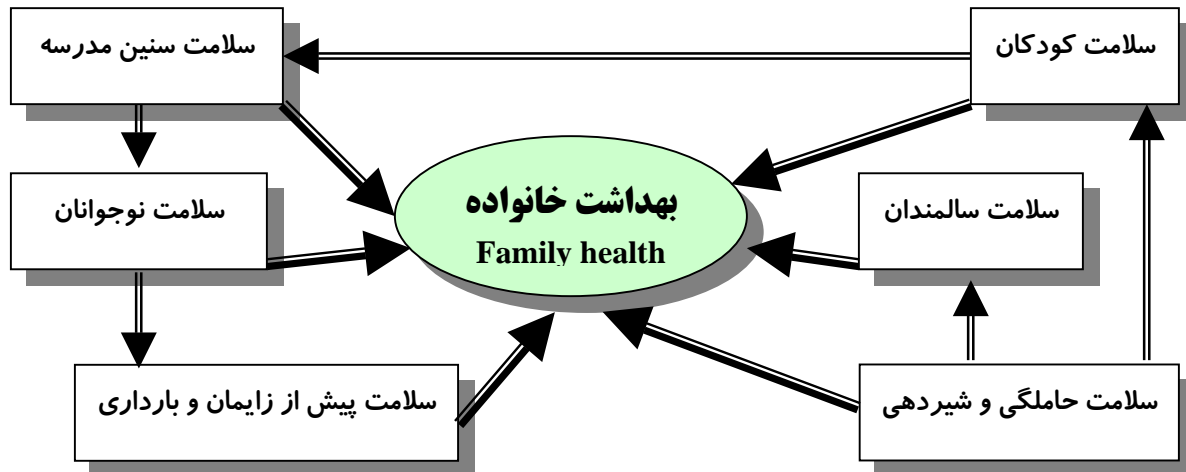 سلامت کودکان
سلامت سنین مدرسه
بهداشت خانواده
Family health
سلامت سالمندان
سلامت نوجوانان
سلامت حاملگی و شیردهی
سلامت پیش از زایمان و بارداری